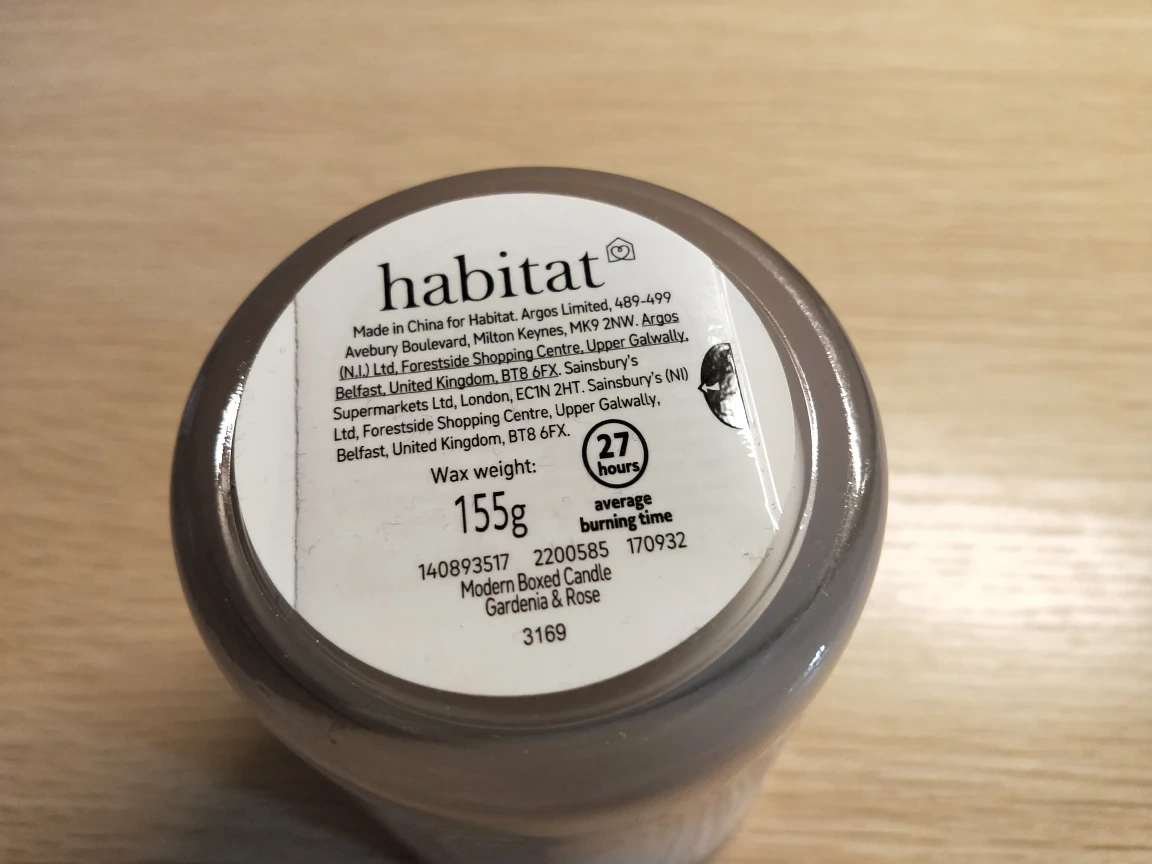 habitat
Made in China for Habitat. Argos Limited, 489-499
Avebury Boulevard, Milton Keynes, MK9 2NW. Argos
(N.I.) Ltd, Forestside Shopping Centre, Upper Galwally,
Belfast, United Kingdom, BT8 6FX. Sainsbury's
Supermarkets Ltd, London, EC1N 2HT. Sainsbury's (NI)
Ltd, Forestside Shopping Centre, Upper Galwally,
Belfast, United Kingdom, BT8 6FX.
Wax weight:
155g
27
hours
average
burning time
140893517 2200585 170932
Modern Boxed Candle
Gardenia & Rose
3169